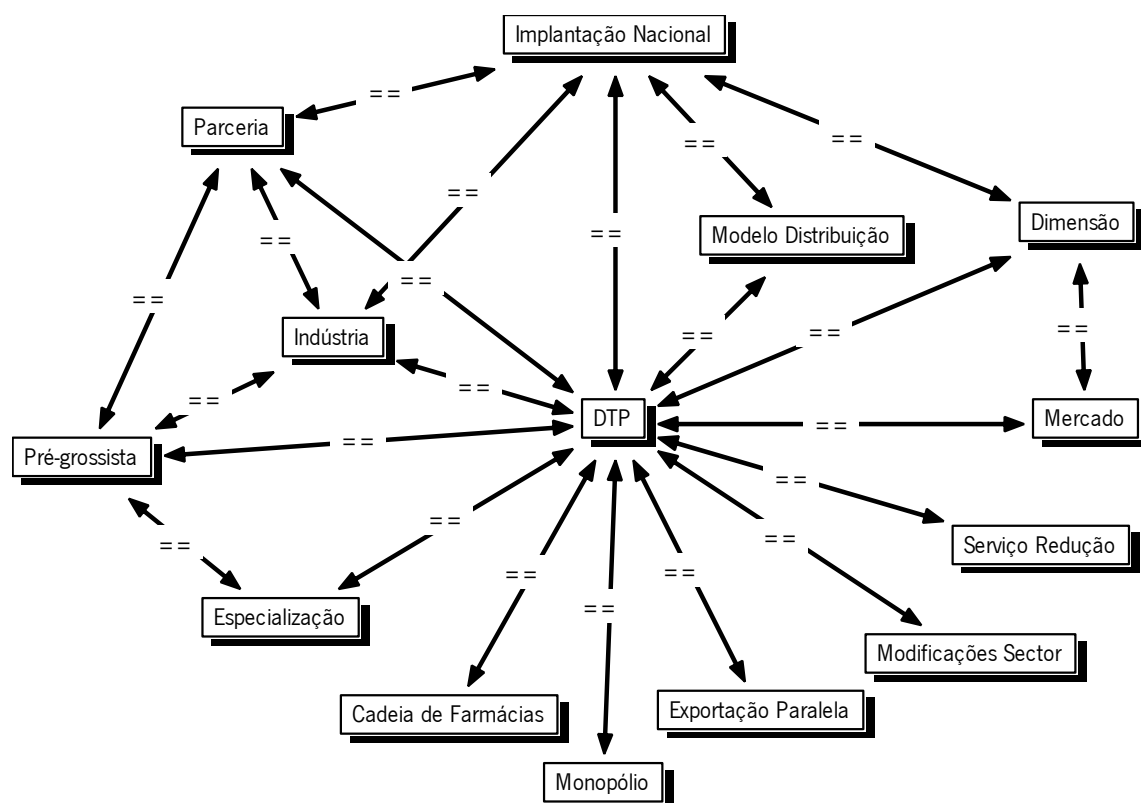 Implantação Nacional
==
Parceria
==
==
==
Dimensão
Modelo Distribuição
==
==
==
==
Indústria
==
==
==
==
==
DTP
Mercado
==
==
Pré-grossista
==
==
==
==
Serviço Redução
==
==
==
Especialização
Modificações Sector
Cadeia de Farmácias
Exportação Paralela
Monopólio